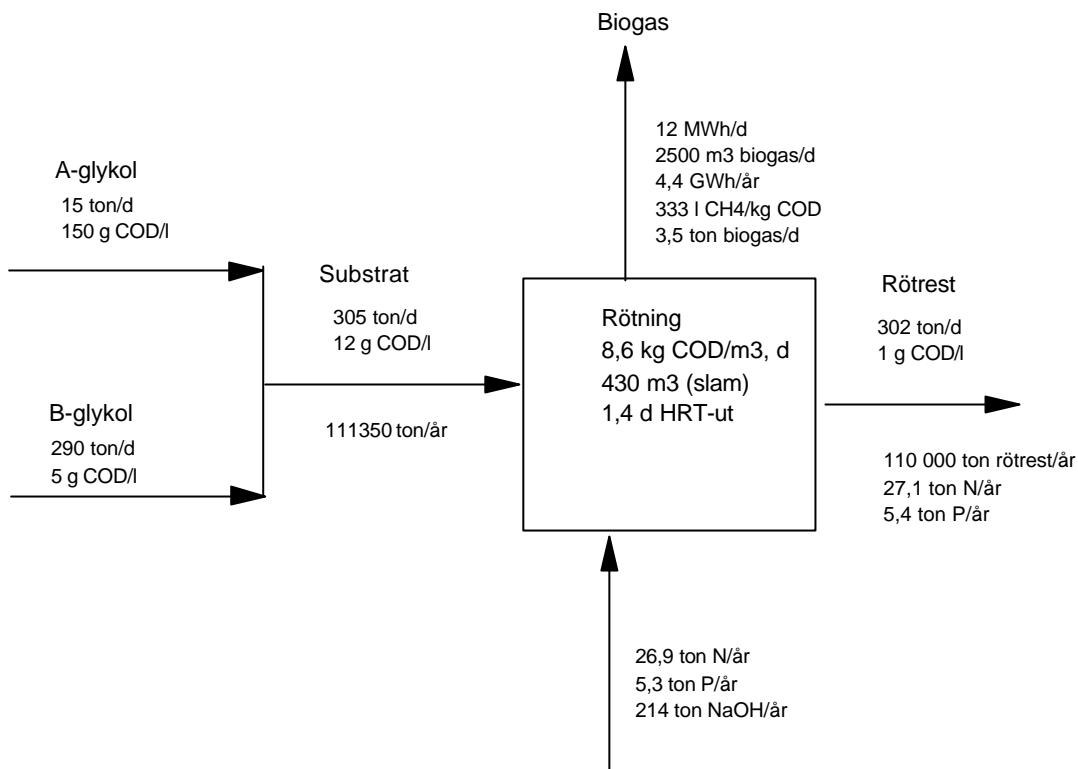 Biogas
12 MWh/d
2500 m3 biogas/d
4,4 GWh/år
333 l CH4/kg COD
3,5 ton biogas/d
A-glykol
15 ton/d
150 g COD/l
Substrat
305 ton/d
12 g COD/l
111350 ton/år
B-glykol
290 ton/d
5 g COD/l
Rötning
8,6 kg COD/m3, d
430 m3 (slam)
1,4 d HRT-ut
Rötrest
302 ton/d
1 g COD/l
110 000 ton rötrest/år
27,1 ton N/år
5,4 ton P/år
26,9 ton N/år
5,3 ton P/år
214 ton NaOH/år